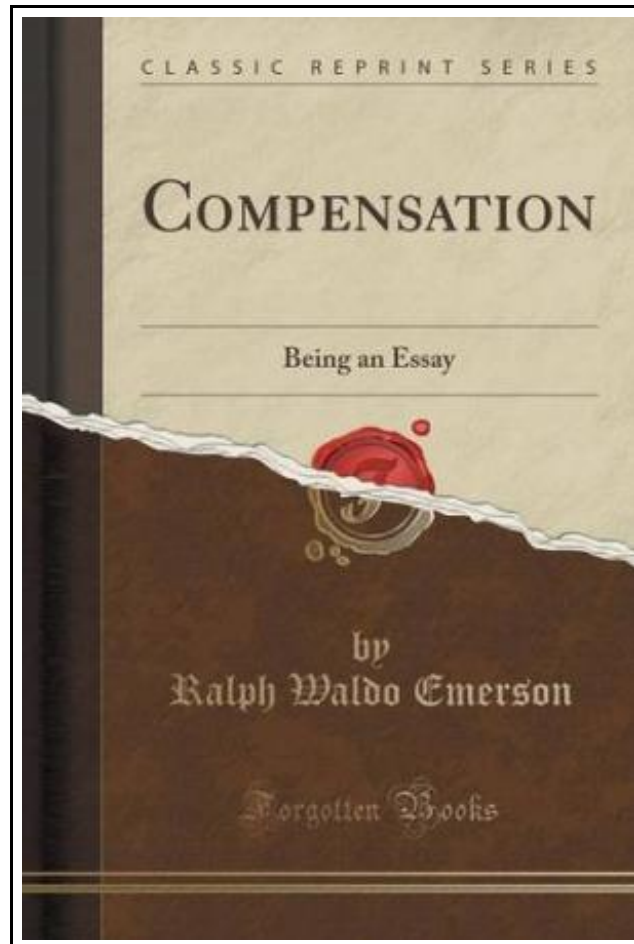 CLASSIC REPRINT SERIES
COMPENSATION
Being an Essay
by
Ralph Waldo Emerson
Forgotten Books